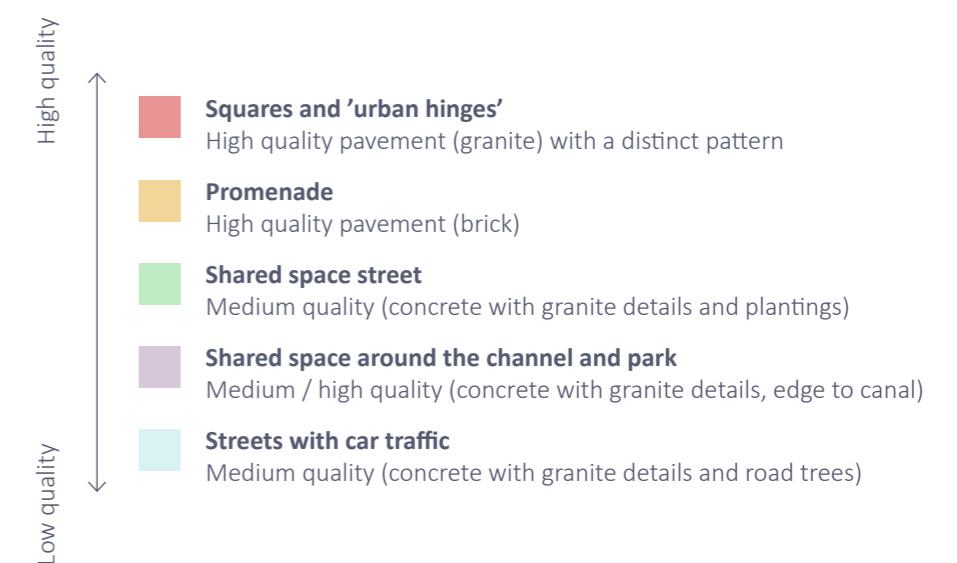 High quality
Squares and ’urban hinges’
High quality pavement (granite) with a distinct pattern
Promenade
High quality pavement (brick)
Shared space street
Medium quality (concrete with granite details and plantings)
Shared space around the channel and park
Medium / high quality (concrete with granite details, edge to canal)
Streets with car traffic
Medium quality (concrete with granite details and road trees)
Low quality